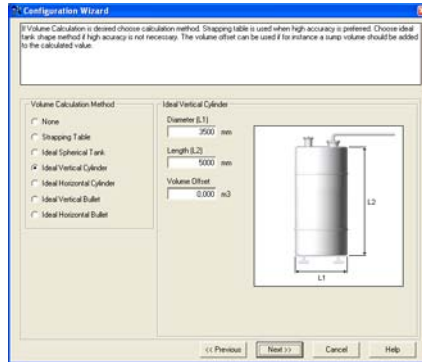 Configuration Wizard
If Volume Calculation is desired choose calculation method. Strapping table is used when high accuracy is preferred. Choose ideal
tank shape method if high acuracy is not necessary. The volume offset can be used if for instance a sump volume should be added
to the calculated value.
Volume Calculation Method
None
Strapping Table
Ideal Spherical Tank
Ideal Vertical Cylinder
Ideal Horizontal Cylinder
Ideal Vertical Bullet
Ideal Horizontal Bullet
Ideal Vertical Cylinder
Diameter (L1)
3500 mm
Length (L2)
5000 mm
Volume Offset
0,000 m3
L2
L1
<< Previous
Next >>
Cancel
Help